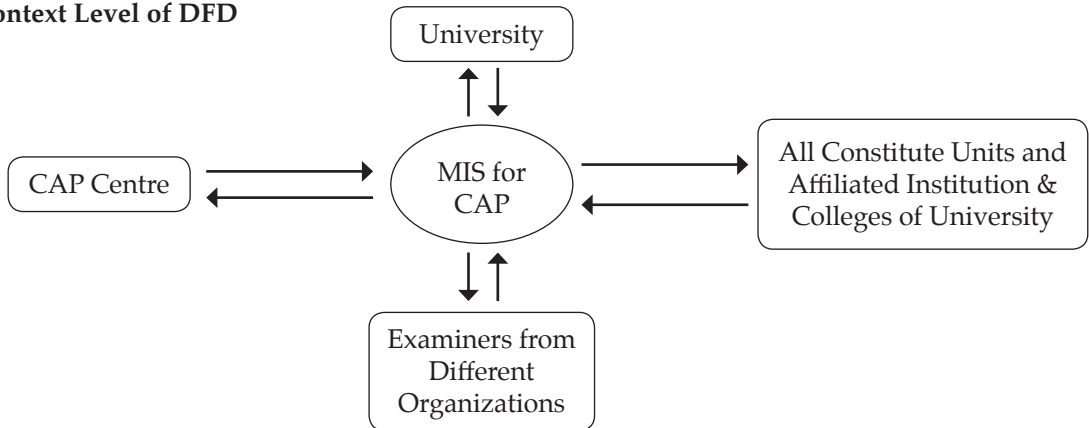 ontext Level of DFD
University
CAP Centre
MIS for
CAP
All Constitute Units and
Affiliated Institution &
Colleges of University
Examiners from
Different
Organizations